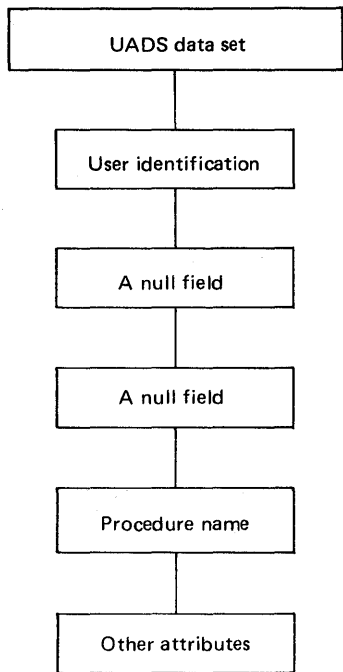 UADS data set
User identification
A null field
A null field
Procedure name
Other attributes